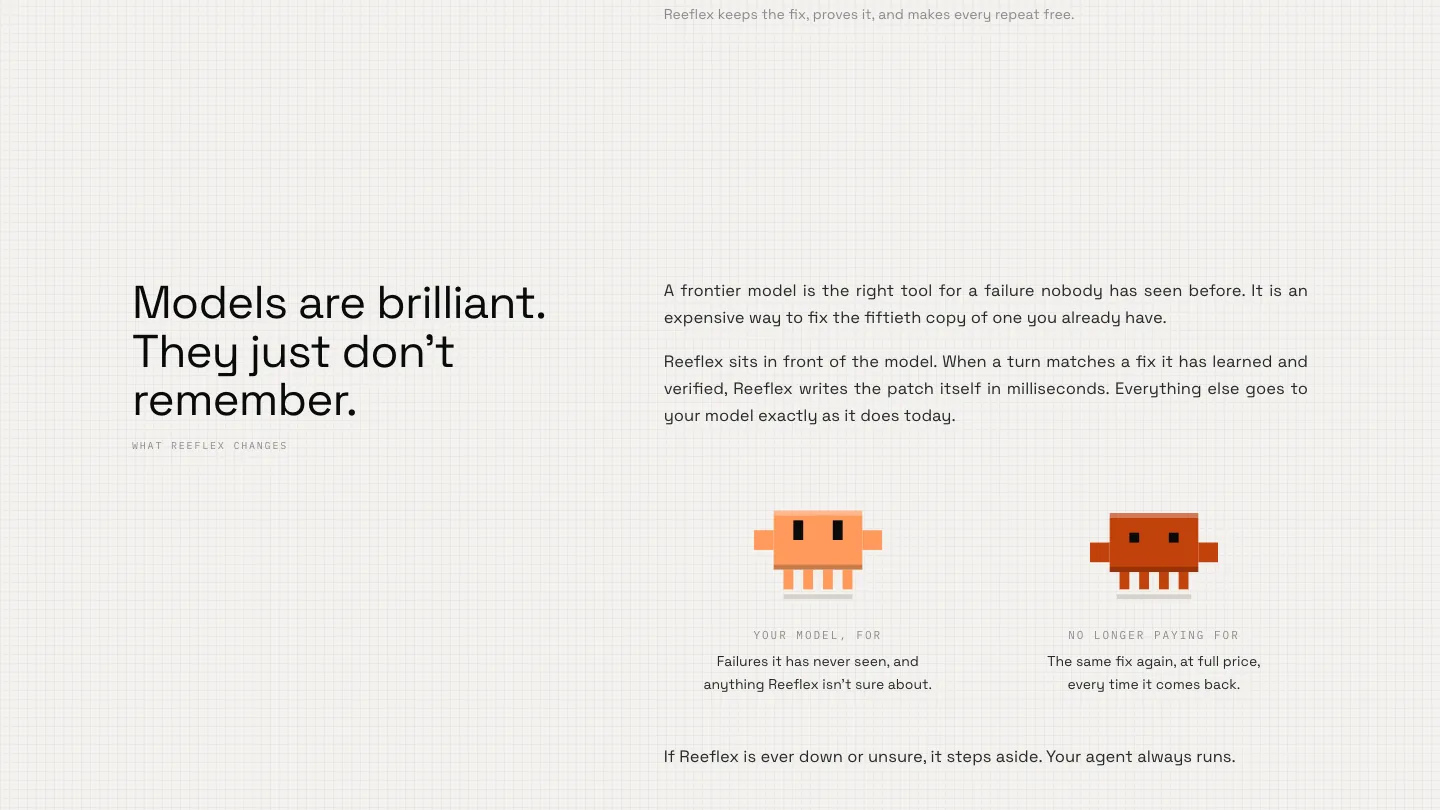 Reeflex keeps the fix, proves it, and makes every repeat free.
Models are brilliant.
They just don’t
remember.
WHAT REEFLEX CHANGES
A frontier model is the right tool for a failure nobody has seen before. It is an
expensive way to fix the fiftieth copy of one you already have.
Reeflex sits in front of the model. When a turn matches a fix it has learned and
verified, Reeflex writes the patch itself in milliseconds. Everything else goes to
your model exactly as it does today.
YOUR MODEL, FOR
Failures it has never seen, and
anything Reeflex isn’t sure about.
NO LONGER PAYING FOR
The same fix again, at full price,
every time it comes back.
If Reeflex is ever down or unsure, it steps aside. Your agent always runs.